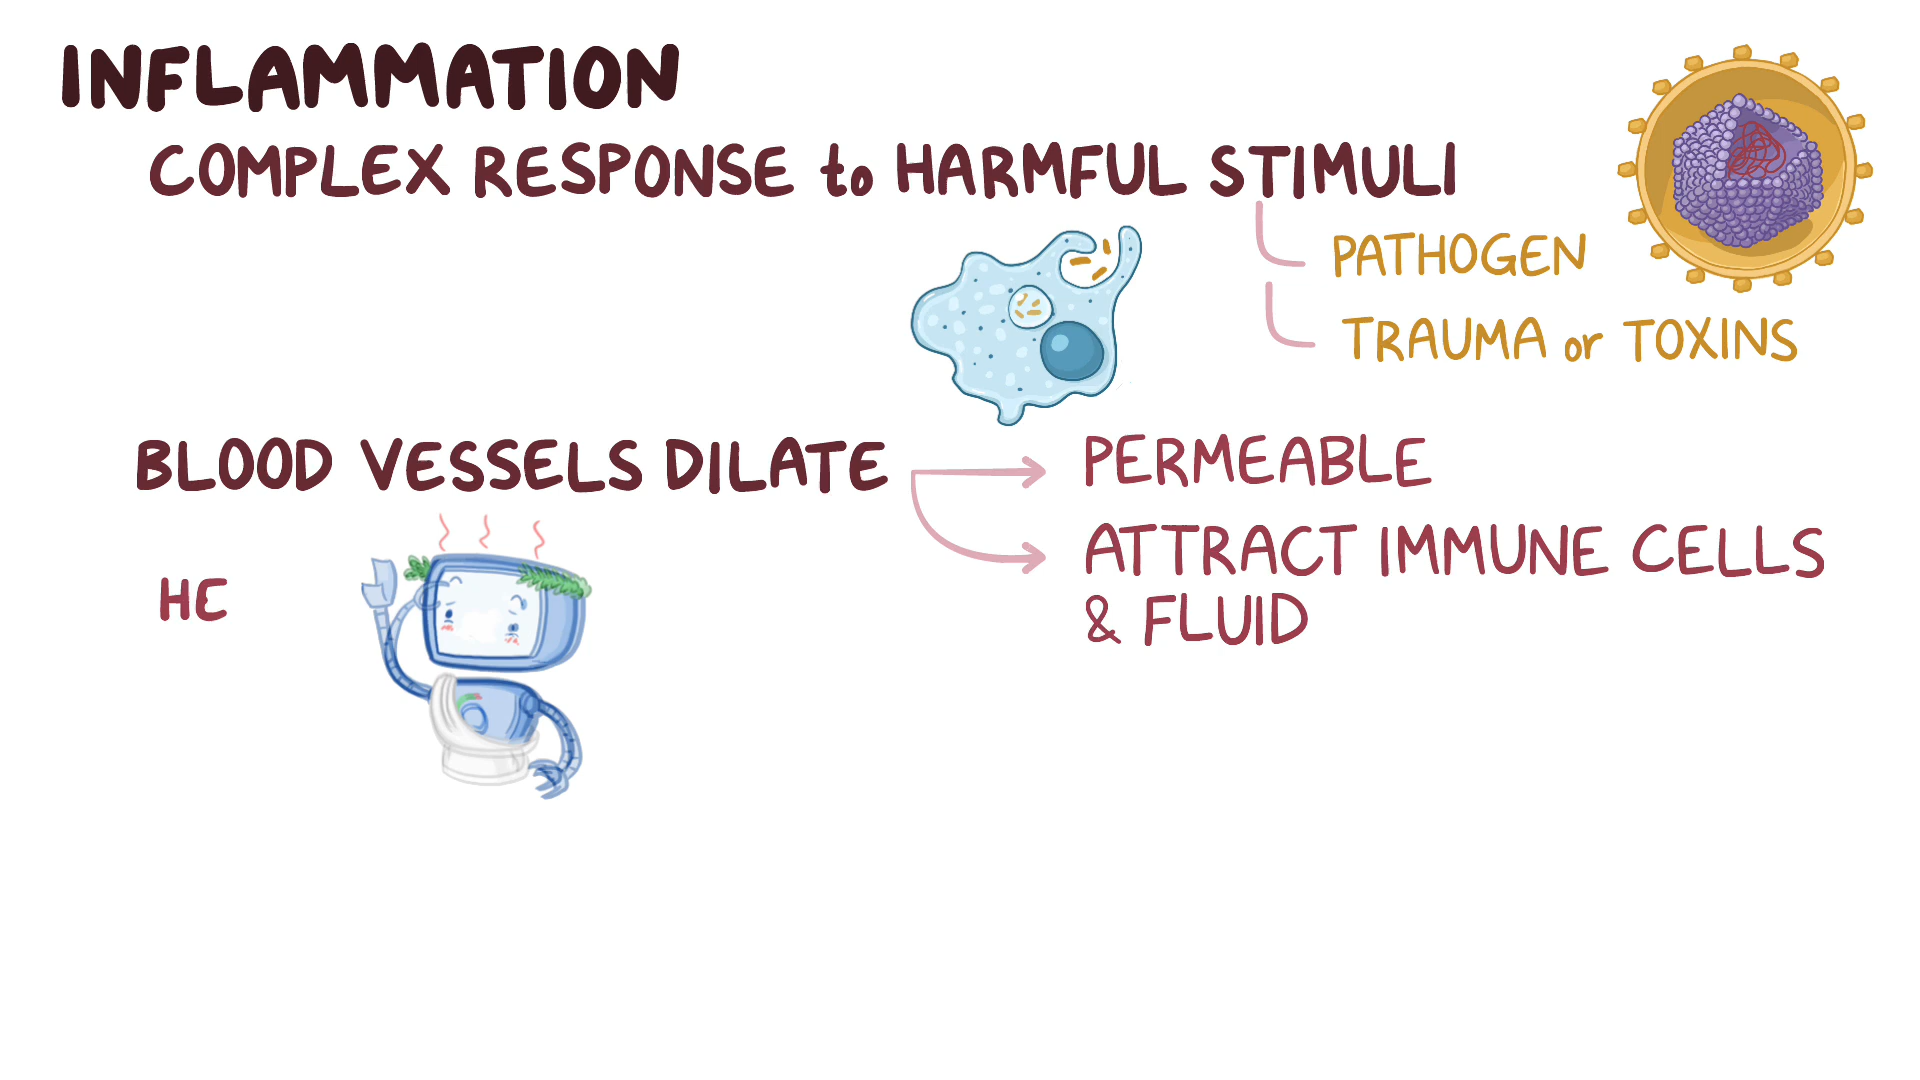 INFLAMMATION
COMPLEX RESPONSE to HARMFUL STIMULI
PATHOGEN
TRAUMA or TOXINS
BLOOD VESSELS DILATE
PERMEABLE
ATTRACT IMMUNE CELLS
& FLUID
HE